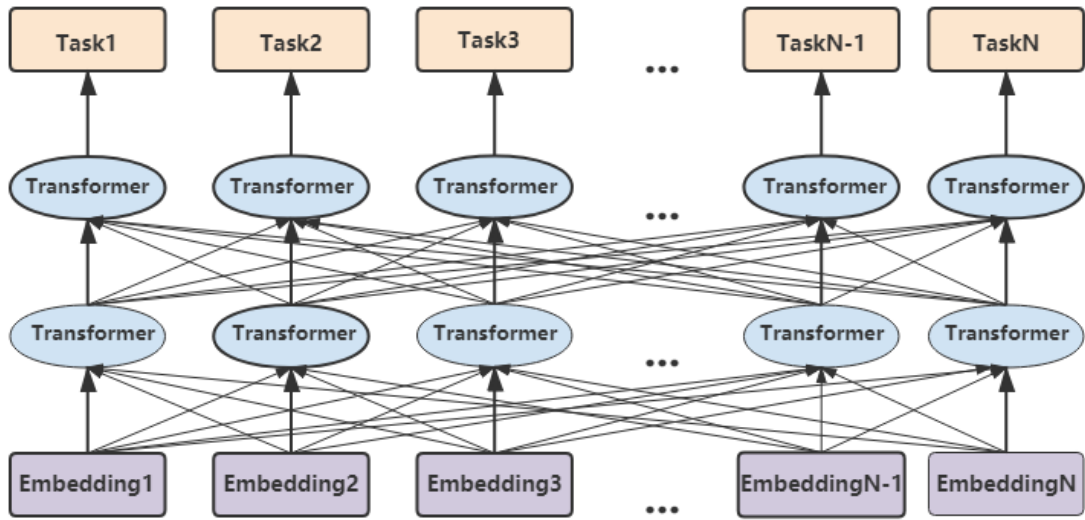 Task1 Task2 Task3 ... TaskN-1 TaskN
Transformer Transformer Transformer ... Transformer Transformer
Transformer Transformer Transformer ... Transformer Transformer
Embedding1 Embedding2 Embedding3 ... EmbeddingN-1 EmbeddingN